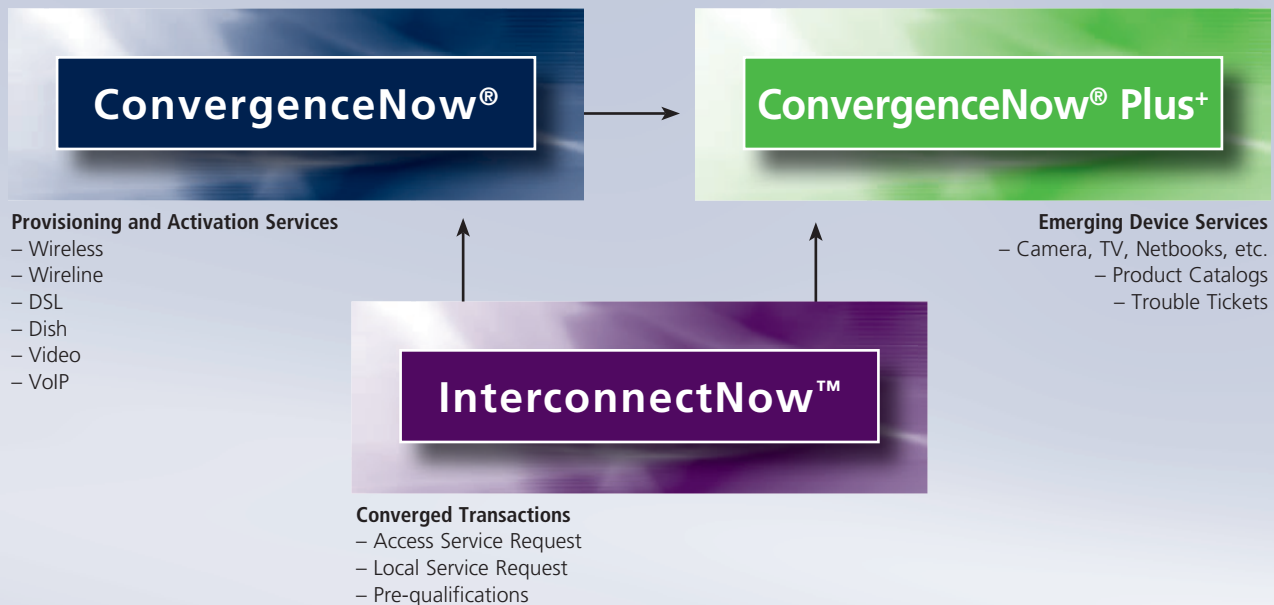 ConvergenceNow®
ConvergenceNow® Plus+
Provisioning and Activation Services
– Wireless
– Wireline
– DSL
– Dish
– Video
– VoIP
Emerging Device Services
– Camera, TV, Netbooks, etc.
– Product Catalogs
– Trouble Tickets
InterconnectNow™
Converged Transactions
– Access Service Request
– Local Service Request
– Pre-qualifications